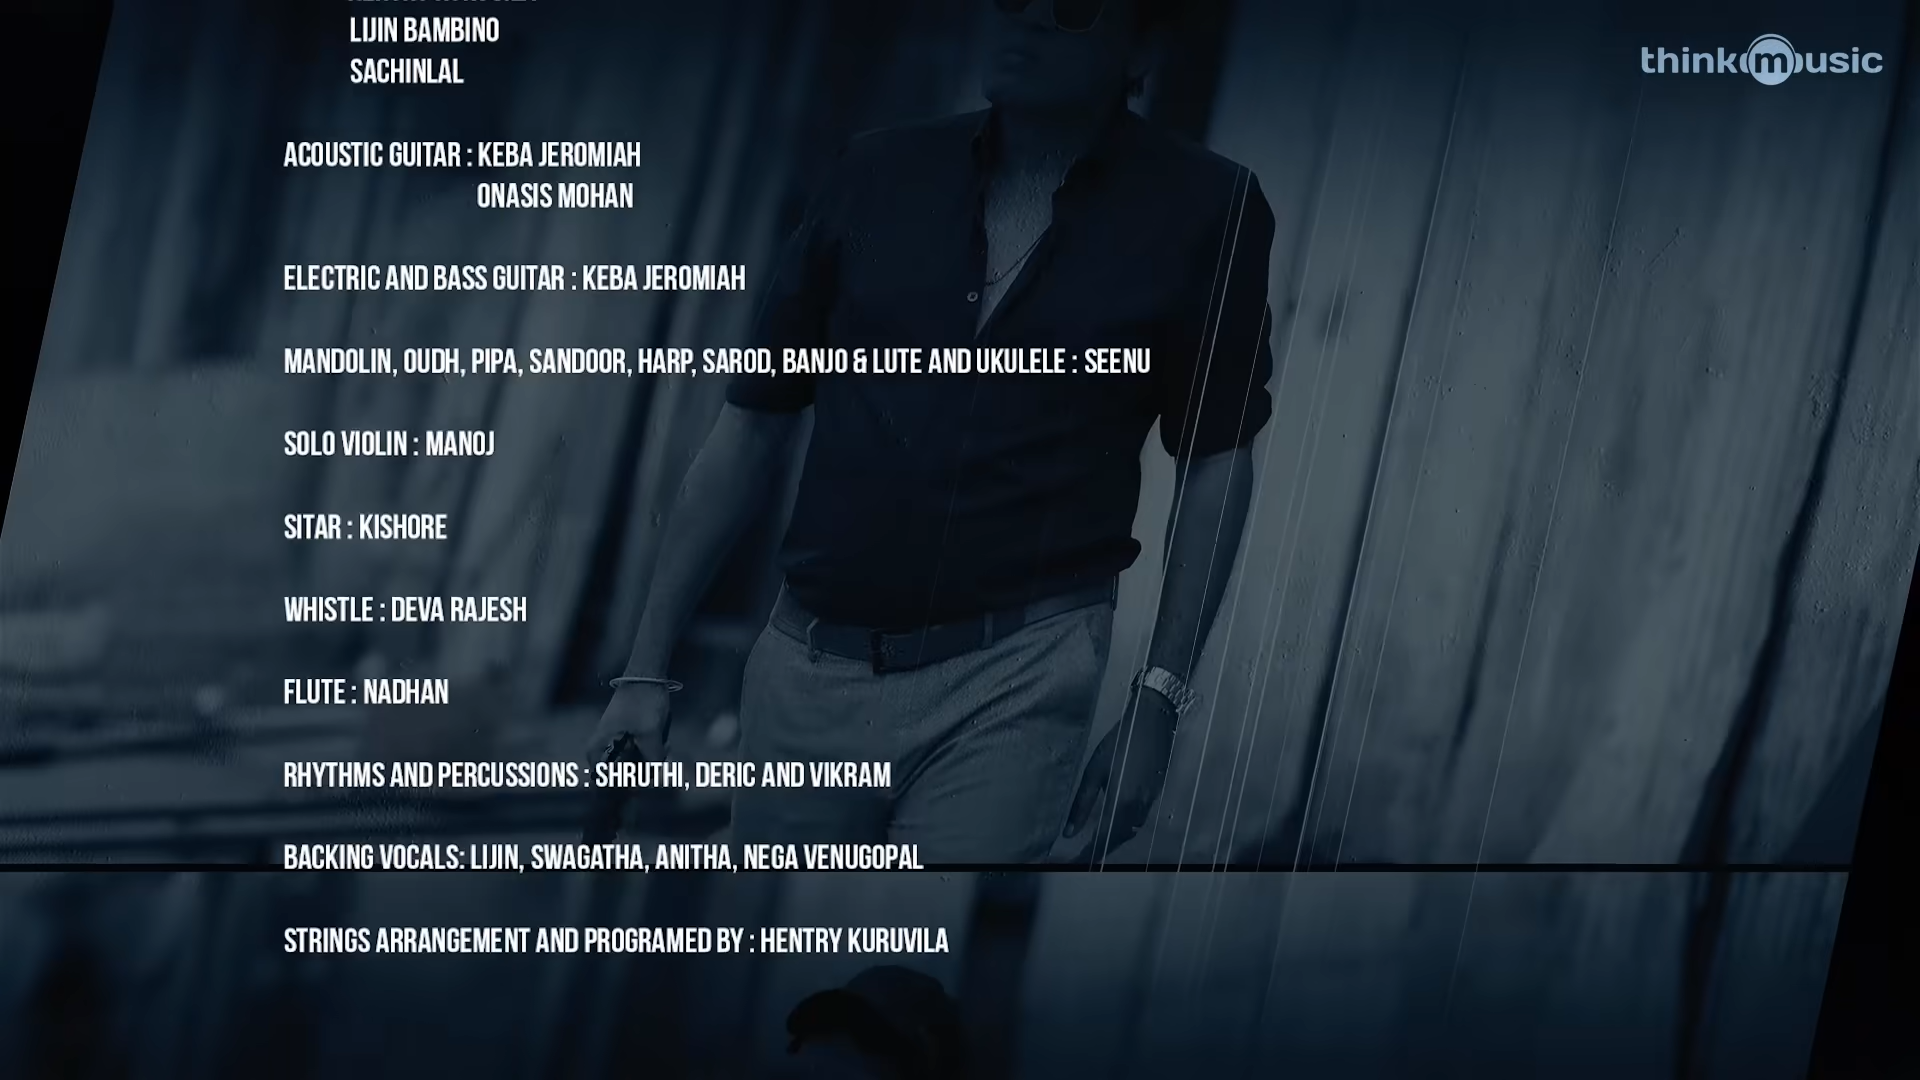 LIJIN BAMBINO
SACHINLAL
think music
ACOUSTIC GUITAR : KEBA JEROMIAH
ONASIS MOHAN
ELECTRIC AND BASS GUITAR : KEBA JEROMIAH
MANDOLIN, OUDH, PIPA, SANDOOR, HARP, SAROD, BANJO & LUTE AND UKULELE : SEENU
SOLO VIOLIN : MANOJ
SITAR : KISHORE
WHISTLE : DEVA RAJESH
FLUTE : NADHAN
RHYTHMS AND PERCUSSIONS : SHRUTHI, DERIC AND VIKRAM
BACKING VOCALS: LIJIN, SWAGATHA, ANITHA, NEGA VENUGOPAL
STRINGS ARRANGEMENT AND PROGRAMED BY : HENTRY KURUVILA